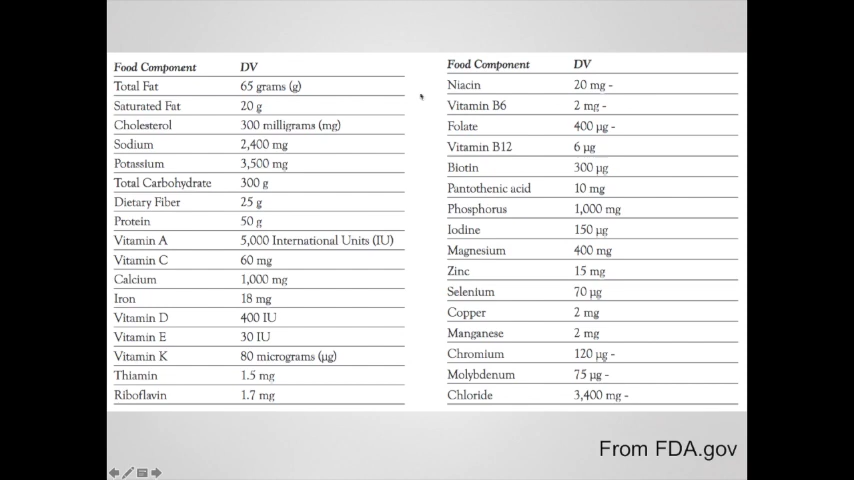 Food Component DV
Total Fat 65 grams (g)
Saturated Fat 20 g
Cholesterol 300 milligrams (mg)
Sodium 2,400 mg
Potassium 3,500 mg
Total Carbohydrate 300 g
Dietary Fiber 25 g
Protein 50 g
Vitamin A 5,000 International Units (IU)
Vitamin C 60 mg
Calcium 1,000 mg
Iron 18 mg
Vitamin D 400 IU
Vitamin E 30 IU
Vitamin K 80 micrograms (µg)
Thiamin 1.5 mg
Riboflavin 1.7 mg
Food Component DV
Niacin 20 mg -
Vitamin B6 2 mg -
Folate 400 µg -
Vitamin B12 6 µg
Biotin 300 µg
Pantothenic acid 10 mg
Phosphorus 1,000 mg
Iodine 150 µg
Magnesium 400 mg
Zinc 15 mg
Selenium 70 µg
Copper 2 mg
Manganese 2 mg
Chromium 120 µg -
Molybdenum 75 µg -
Chloride 3,400 mg -
From FDA.gov